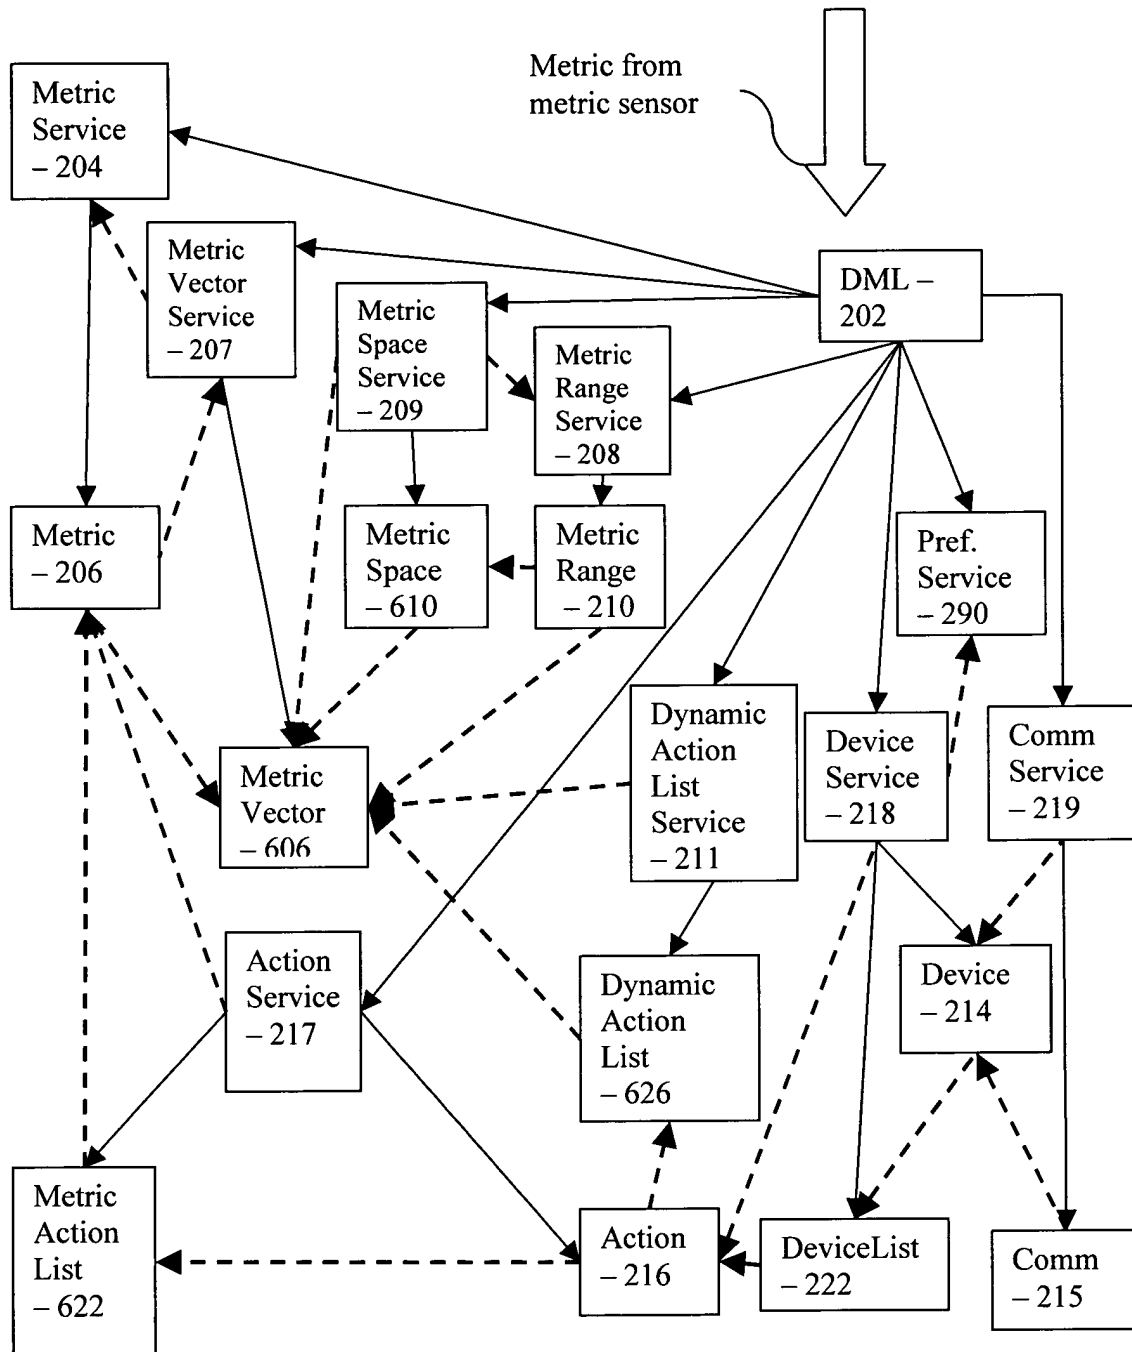 Metric from
metric sensor
Metric
Service
– 204
Metric
Vector
Service
– 207
DML –
202
Metric
Space
Service
– 209
Metric
Range
Service
– 208
Metric
– 206
Metric
Space
– 610
Metric
Range
– 210
Pref.
Service
– 290
Dynamic
Action
List
Service
– 211
Device
Service
– 218
Comm
Service
– 219
Metric
Vector
– 606
Action
Service
– 217
Dynamic
Action
List
– 626
Device
– 214
Metric
Action
List
– 622
Action
– 216
DeviceList
– 222
Comm
– 215